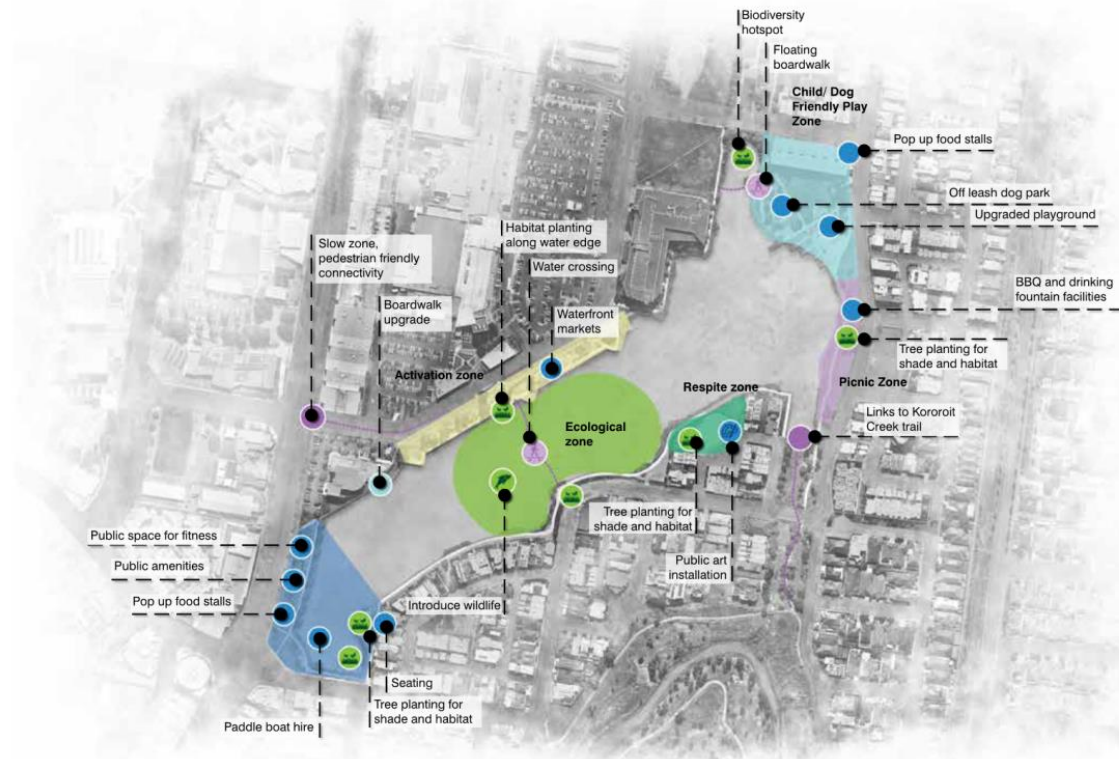 Biodiversity
hotspot
Floating
boardwalk
Child/ Dog
Friendly Play
Zone
Pop up food stalls
Off leash dog park
Upgraded playground
Slow zone,
pedestrian friendly
connectivity
Habitat planting
along water edge
Water crossing
Boardwalk
upgrade
Waterfront
markets
BBQ and drinking
fountain facilities
Tree planting for
shade and habitat
Activation zone
Respite zone
Picnic Zone
Links to Kororoit
Creek trail
Ecological
zone
Tree planting for
shade and habitat
Public space for fitness
Public amenities
Public art
installation
Pop up food stalls
Introduce wildlife
Seating
Tree planting for
shade and habitat
Paddle boat hire